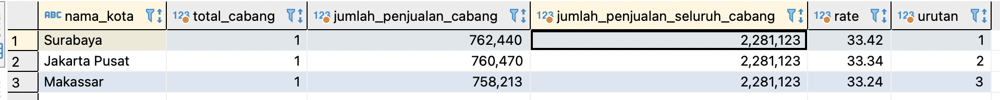 ABC nama_kota 123 total_cabang 123 jumlah_penjualan_cabang 123 jumlah_penjualan_seluruh_cabang 123 rate 123 urutan
1 Surabaya 1 762,440 2,281,123 33.42 1
2 Jakarta Pusat 1 760,470 2,281,123 33.34 2
3 Makassar 1 758,213 2,281,123 33.24 3